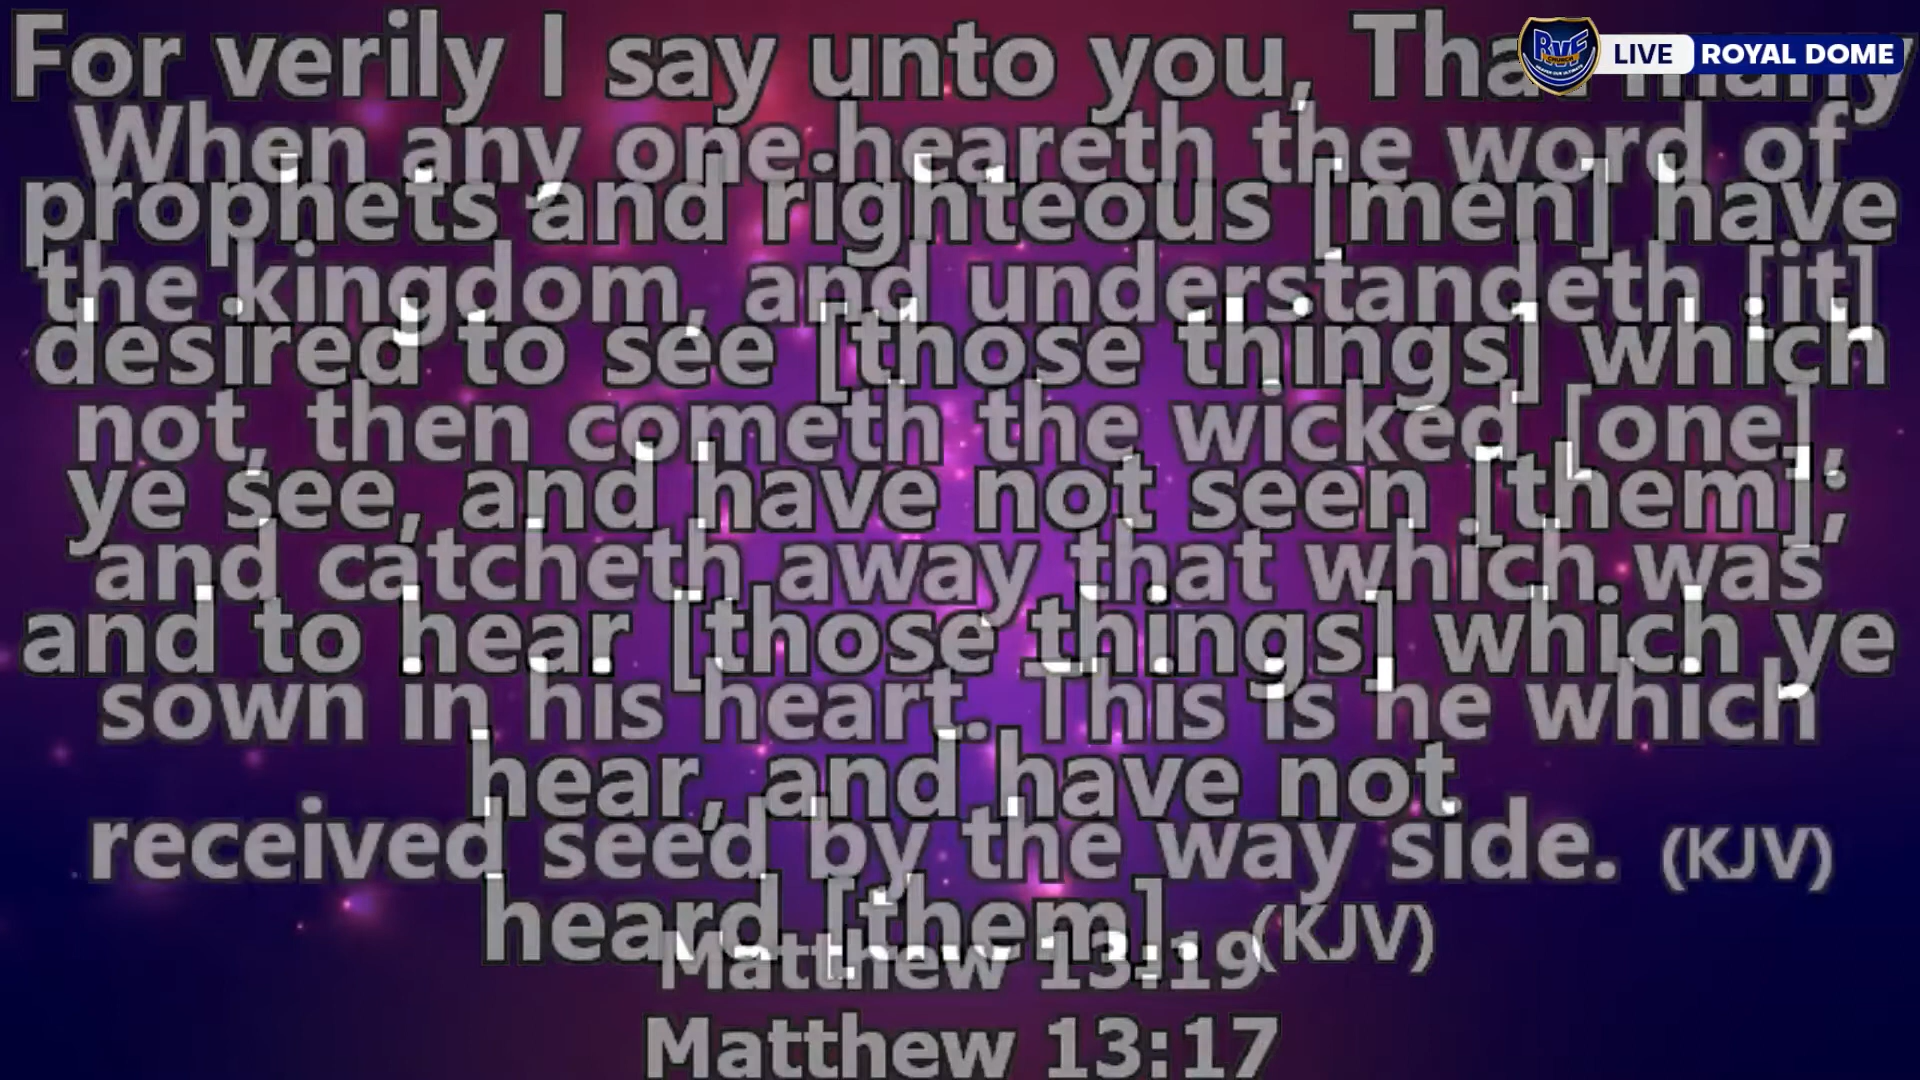 For verily I say unto you, That many
prophets and righteous [men] have
desired to see [those things] which
ye see, and have not seen [them];
and to hear [those things] which ye
hear, and have not
heard [them]. (KJV)
Matthew 13:17
When any one heareth the word of
the kingdom, and understandeth [it]
not, then cometh the wicked [one],
and catcheth away that which was
sown in his heart. This is he which
received seed by the way side. (KJV)
Matthew 13:19
RVF
CHURCH
LIVE
ROYAL DOME